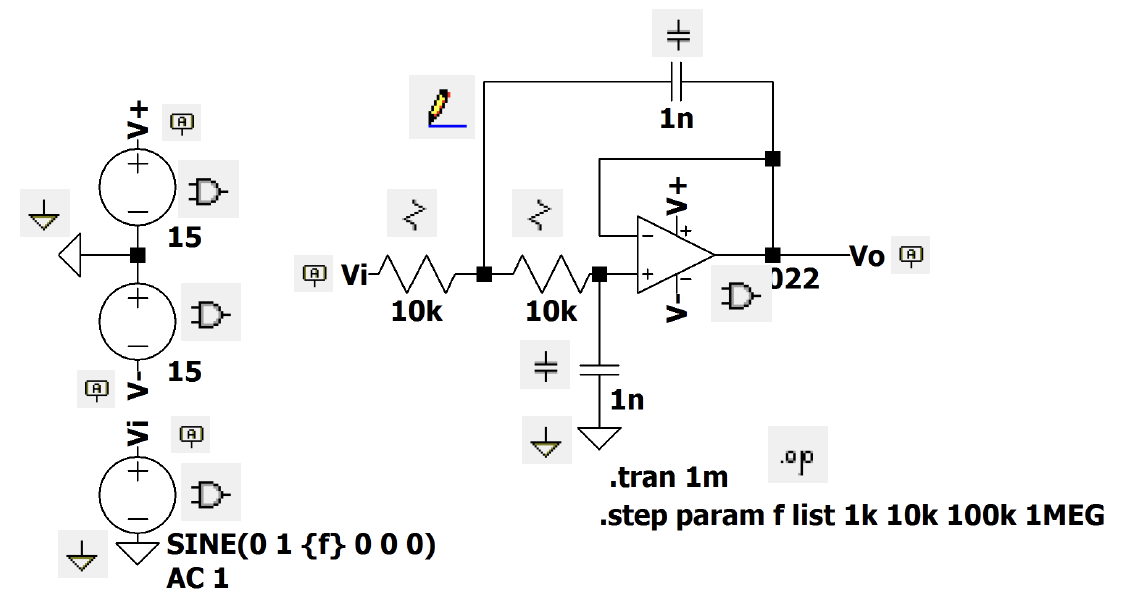 V+
15
15
V-
Vi
SINE(0 1 {f} 0 0 0)
AC 1
1n
Vi
10k
10k
V+
V-
Vo
022
1n
.op
.tran 1m
.step param f list 1k 10k 100k 1MEG